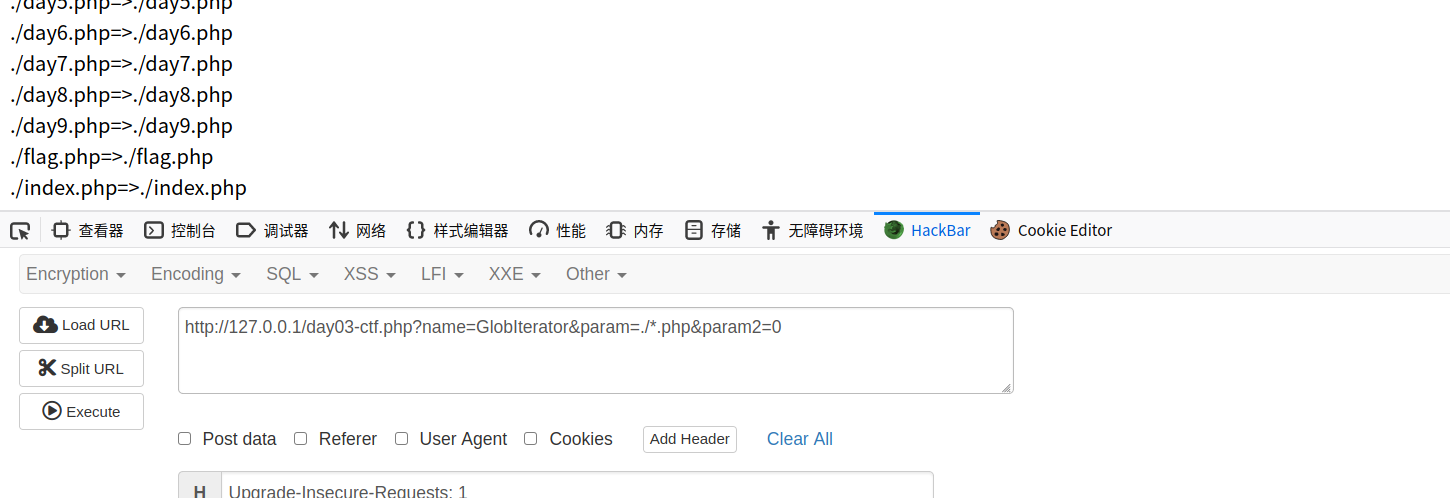 ./day5.php=>./day5.php
./day6.php=>./day6.php
./day7.php=>./day7.php
./day8.php=>./day8.php
./day9.php=>./day9.php
./flag.php=>./flag.php
./index.php=>./index.php
查看器 控制台 调试器 网络 {} 样式编辑器 性能 内存 存储 无障碍环境 HackBar Cookie Editor
Encryption Encoding SQL XSS LFI XXE Other
Load URL http://127.0.0.1/day03-ctf.php?name=GlobIterator&param=./*.php&param2=0
Split URL
Execute
Post data Referer User Agent Cookies Add Header Clear All
H Upgrade-Insecure-Requests: 1